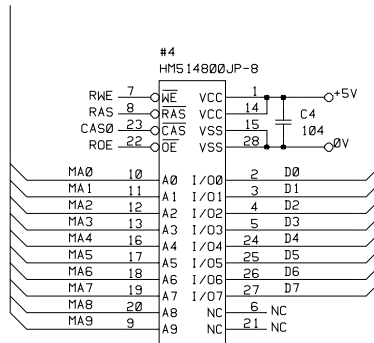 #4
HM514800JP-8
RWE 7 WE VCC 1 +5V
RAS 8 RAS VCC 14 C4
CAS0 23 CAS VSS 15 104
ROE 22 OE VSS 28 0V
MA0 10 A0 I/O0 2 D0
MA1 11 A1 I/O1 3 D1
MA2 12 A2 I/O2 4 D2
MA3 13 A3 I/O3 5 D3
MA4 16 A4 I/O4 24 D4
MA5 17 A5 I/O5 25 D5
MA6 18 A6 I/O6 26 D6
MA7 19 A7 I/O7 27 D7
MA8 20 A8 NC 6 NC
MA9 9 A9 NC 21 NC